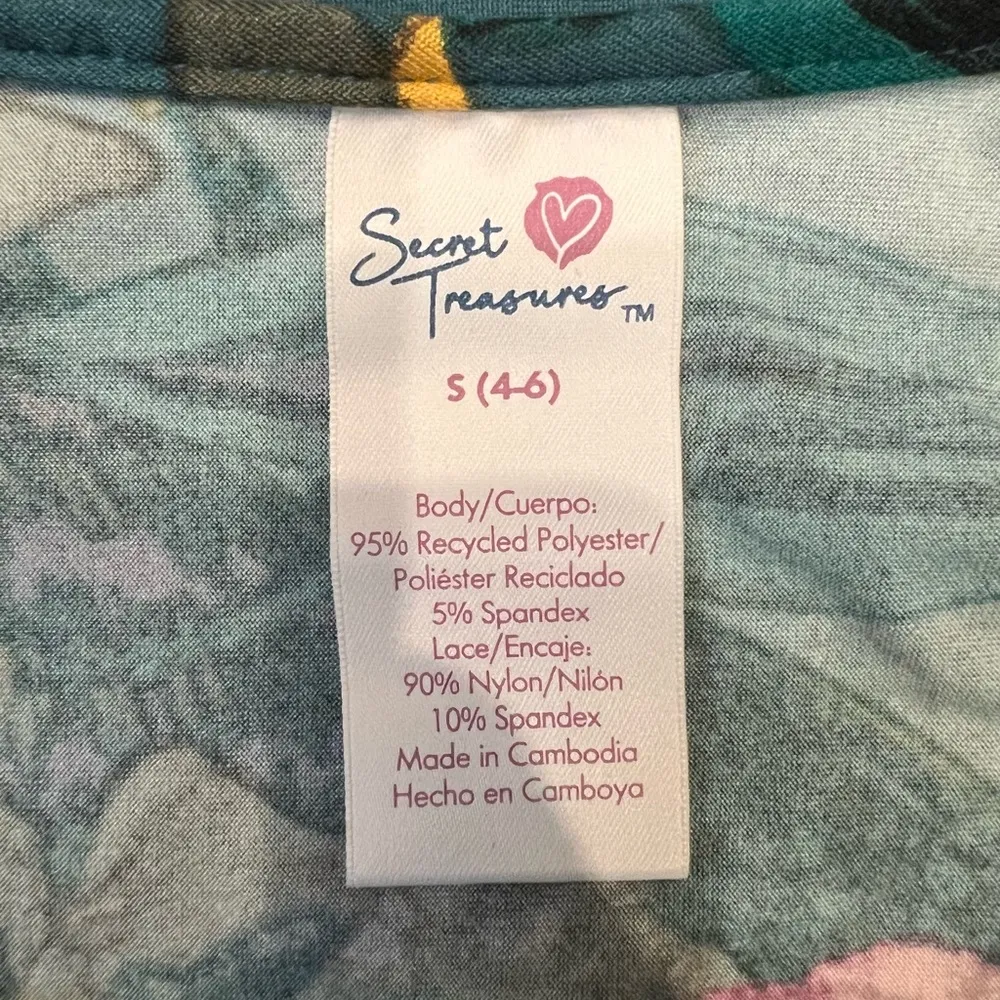 Secret
Treasures™
S (4-6)
Body/Cuerpo:
95% Recycled Polyester/
Poliéster Reciclado
5% Spandex
Lace/Encaje:
90% Nylon/Nilón
10% Spandex
Made in Cambodia
Hecho en Camboya